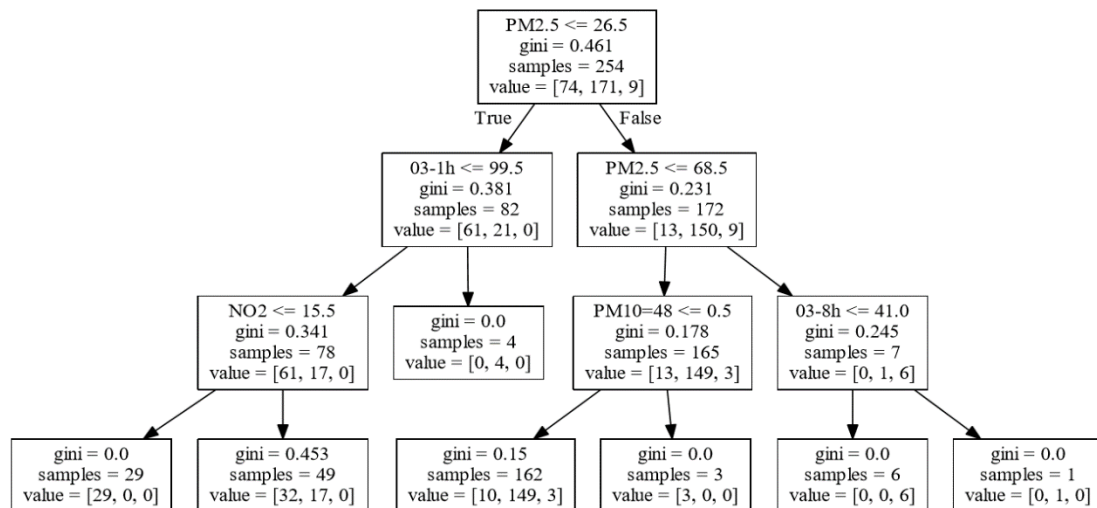 PM2.5 <= 26.5
gini = 0.461
samples = 254
value = [74, 171, 9]
True
False
03-1h <= 99.5
gini = 0.381
samples = 82
value = [61, 21, 0]
PM2.5 <= 68.5
gini = 0.231
samples = 172
value = [13, 150, 9]
NO2 <= 15.5
gini = 0.341
samples = 78
value = [61, 17, 0]
gini = 0.0
samples = 4
value = [0, 4, 0]
PM10=48 <= 0.5
gini = 0.178
samples = 165
value = [13, 149, 3]
03-8h <= 41.0
gini = 0.245
samples = 7
value = [0, 1, 6]
gini = 0.0
samples = 29
value = [29, 0, 0]
gini = 0.453
samples = 49
value = [32, 17, 0]
gini = 0.15
samples = 162
value = [10, 149, 3]
gini = 0.0
samples = 3
value = [3, 0, 0]
gini = 0.0
samples = 6
value = [0, 0, 6]
gini = 0.0
samples = 1
value = [0, 1, 0]